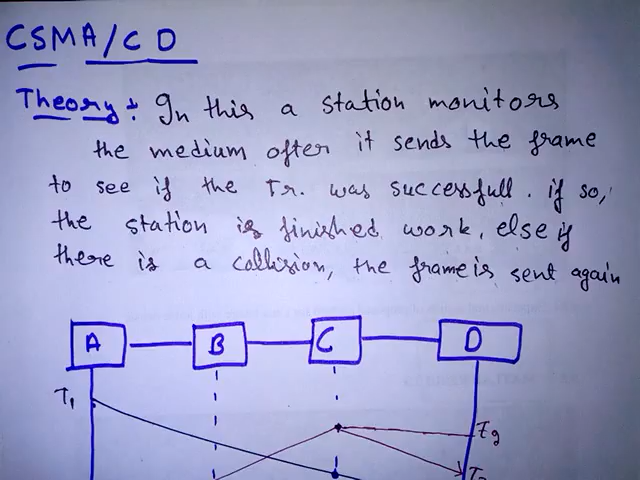 CSMA/CD
Theory :- In this a station monitors
the medium after it sends the frame
to see if the Tr. was successfull. if so,
the station is finished work, else if
there is a collision, the frame is sent again
A B C D
T1